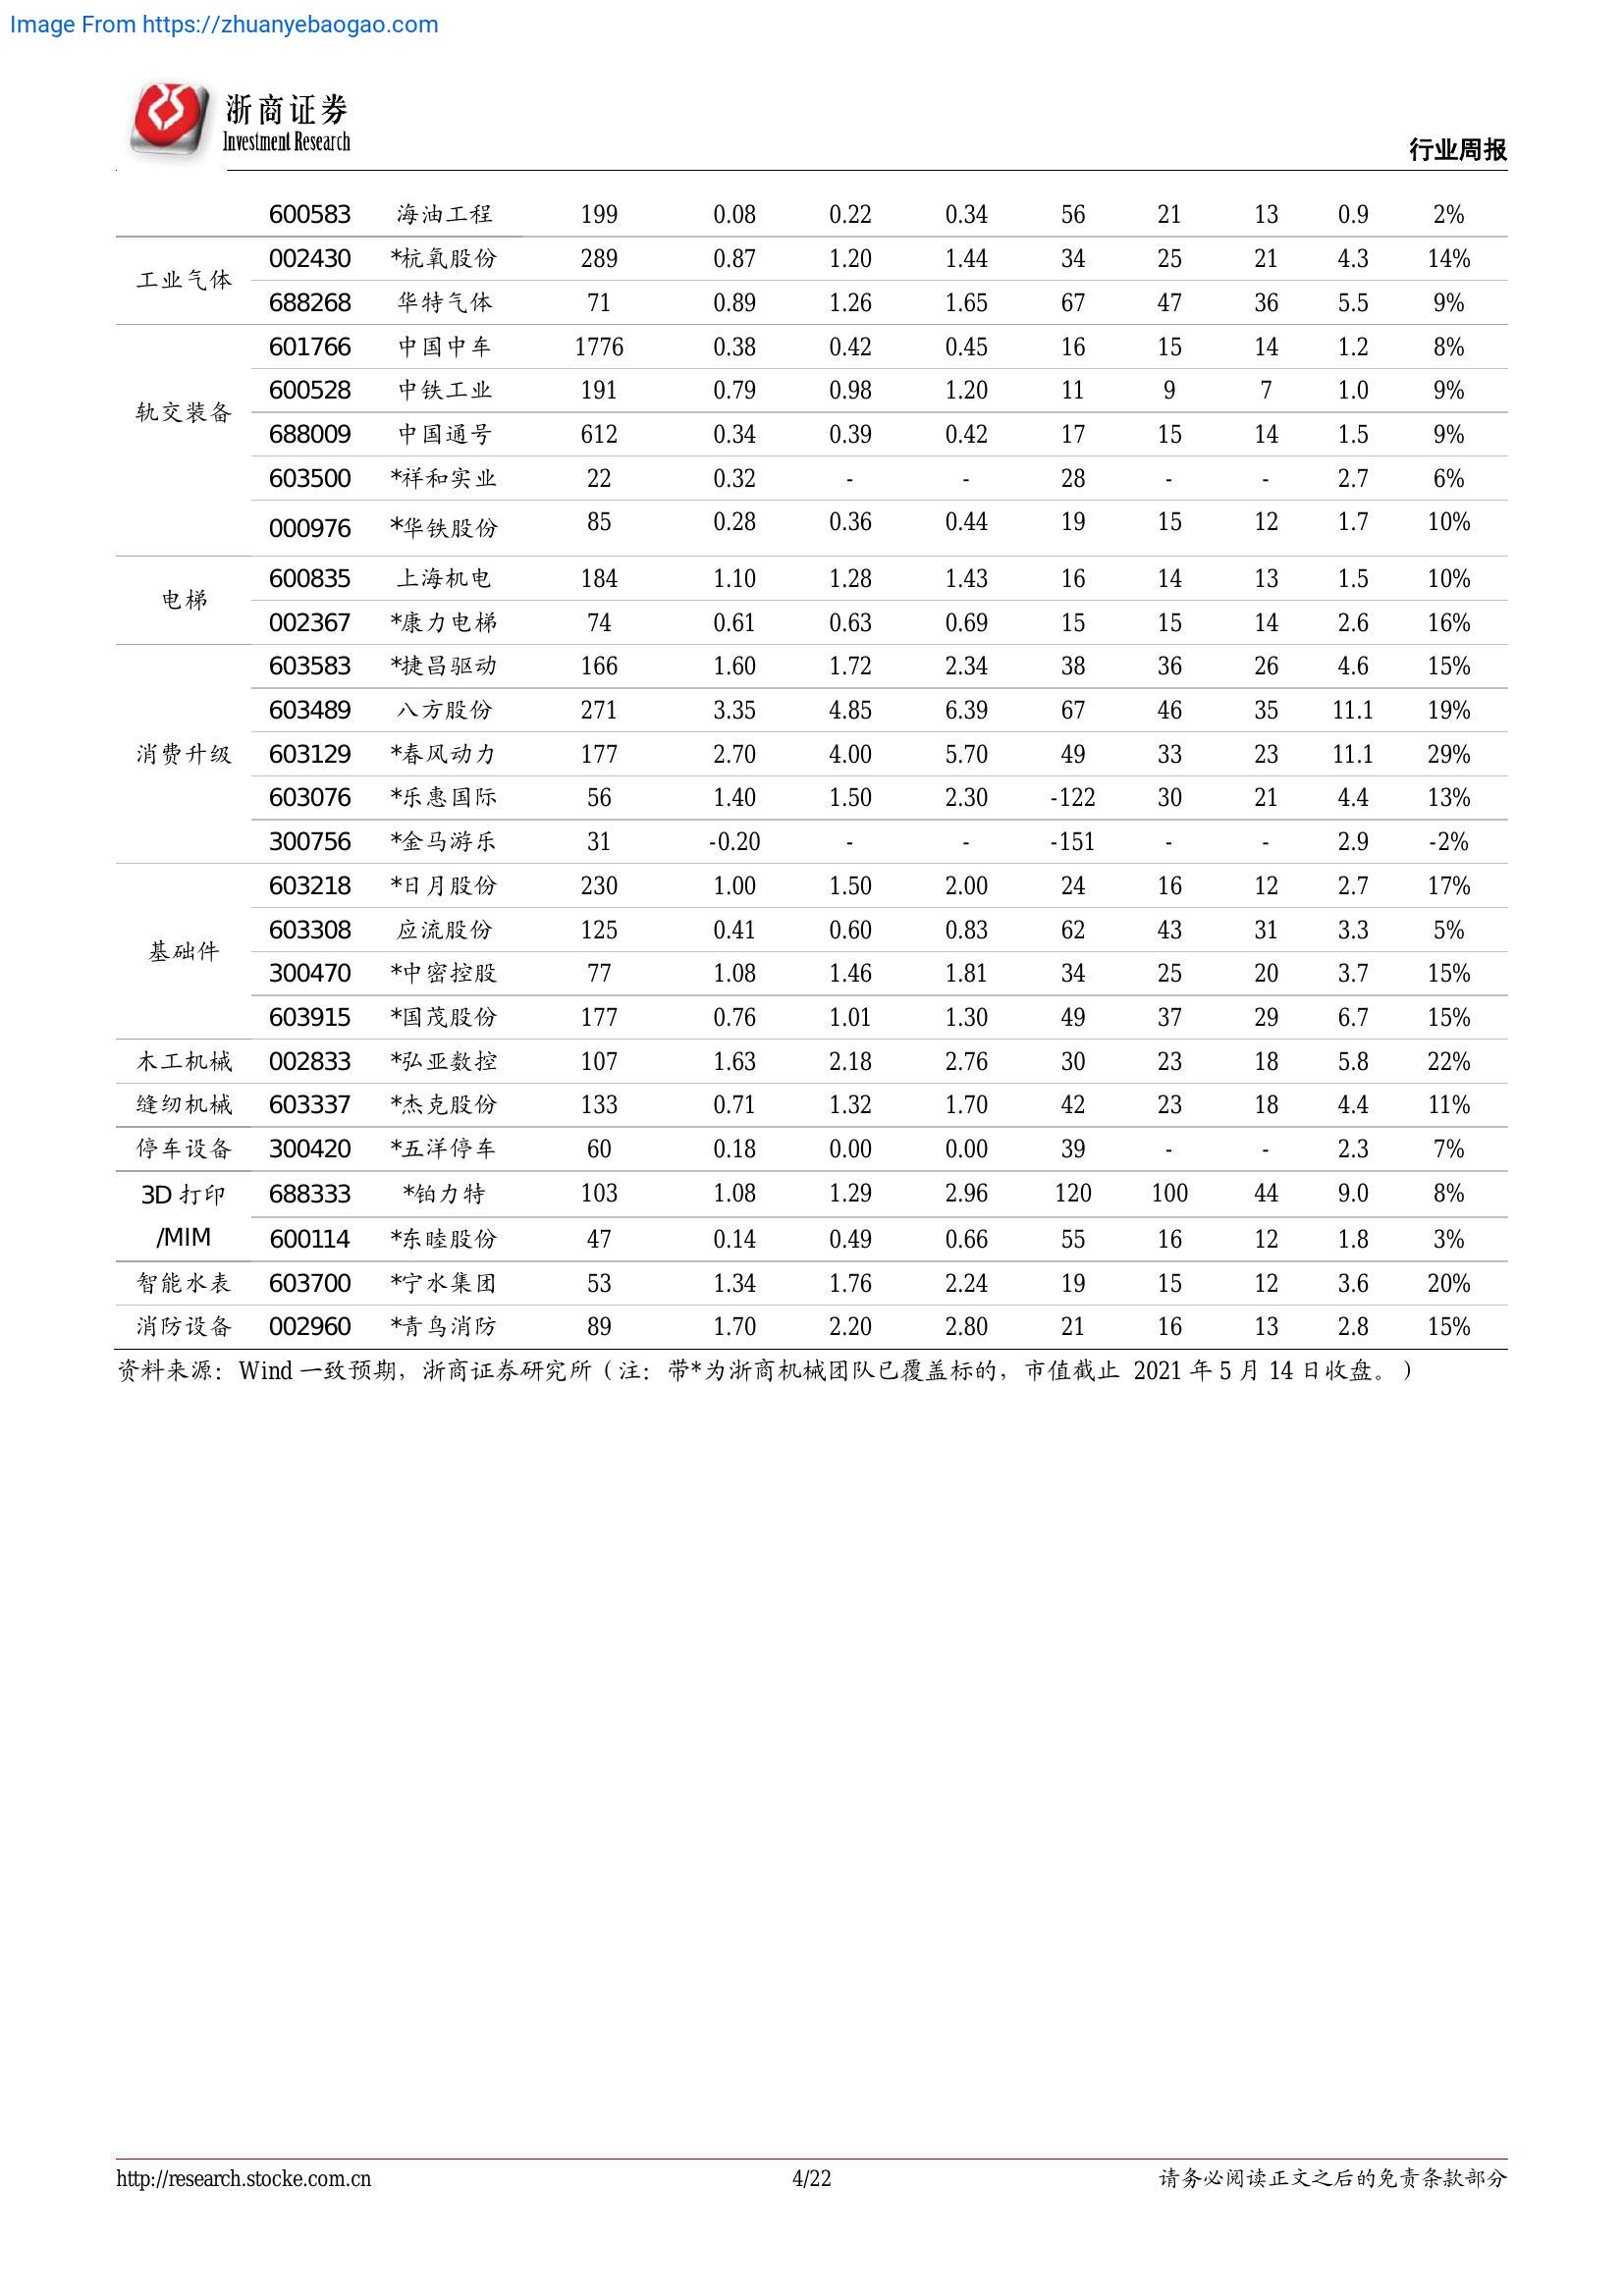 Image From https://zhuanyebaogao.com
浙商证券
Investment Research
行业周报
600583 海油工程 199 0.08 0.22 0.34 56 21 13 0.9 2%
工业气体
002430 *杭氧股份 289 0.87 1.20 1.44 34 25 21 4.3 14%
688268 华特气体 71 0.89 1.26 1.65 67 47 36 5.5 9%
轨交装备
601766 中国中车 1776 0.38 0.42 0.45 16 15 14 1.2 8%
600528 中铁工业 191 0.79 0.98 1.20 11 9 7 1.0 9%
688009 中国通号 612 0.34 0.39 0.42 17 15 14 1.5 9%
603500 *祥和实业 22 0.32 - - 28 - - 2.7 6%
000976 *华铁股份 85 0.28 0.36 0.44 19 15 12 1.7 10%
电梯
600835 上海机电 184 1.10 1.28 1.43 16 14 13 1.5 10%
002367 *康力电梯 74 0.61 0.63 0.69 15 15 14 2.6 16%
消费升级
603583 *捷昌驱动 166 1.60 1.72 2.34 38 36 26 4.6 15%
603489 八方股份 271 3.35 4.85 6.39 67 46 35 11.1 19%
603129 *春风动力 177 2.70 4.00 5.70 49 33 23 11.1 29%
603076 *乐惠国际 56 1.40 1.50 2.30 -122 30 21 4.4 13%
300756 *金马游乐 31 -0.20 - - -151 - - 2.9 -2%
基础件
603218 *日月股份 230 1.00 1.50 2.00 24 16 12 2.7 17%
603308 应流股份 125 0.41 0.60 0.83 62 43 31 3.3 5%
300470 *中密控股 77 1.08 1.46 1.81 34 25 20 3.7 15%
603915 *国茂股份 177 0.76 1.01 1.30 49 37 29 6.7 15%
木工机械 002833 *弘亚数控 107 1.63 2.18 2.76 30 23 18 5.8 22%
缝纫机械 603337 *杰克股份 133 0.71 1.32 1.70 42 23 18 4.4 11%
停车设备 300420 *五洋停车 60 0.18 0.00 0.00 39 - - 2.3 7%
3D 打印 688333 *铂力特 103 1.08 1.29 2.96 120 100 44 9.0 8%
/MIM 600114 *东睦股份 47 0.14 0.49 0.66 55 16 12 1.8 3%
智能水表 603700 *宁水集团 53 1.34 1.76 2.24 19 15 12 3.6 20%
消防设备 002960 *青鸟消防 89 1.70 2.20 2.80 21 16 13 2.8 15%
资料来源：Wind 一致预期，浙商证券研究所（注：带*为浙商机械团队已覆盖标的，市值截止 2021 年 5 月 14 日收盘。）
http://research.stocke.com.cn 4/22 请务必阅读正文之后的免责条款部分